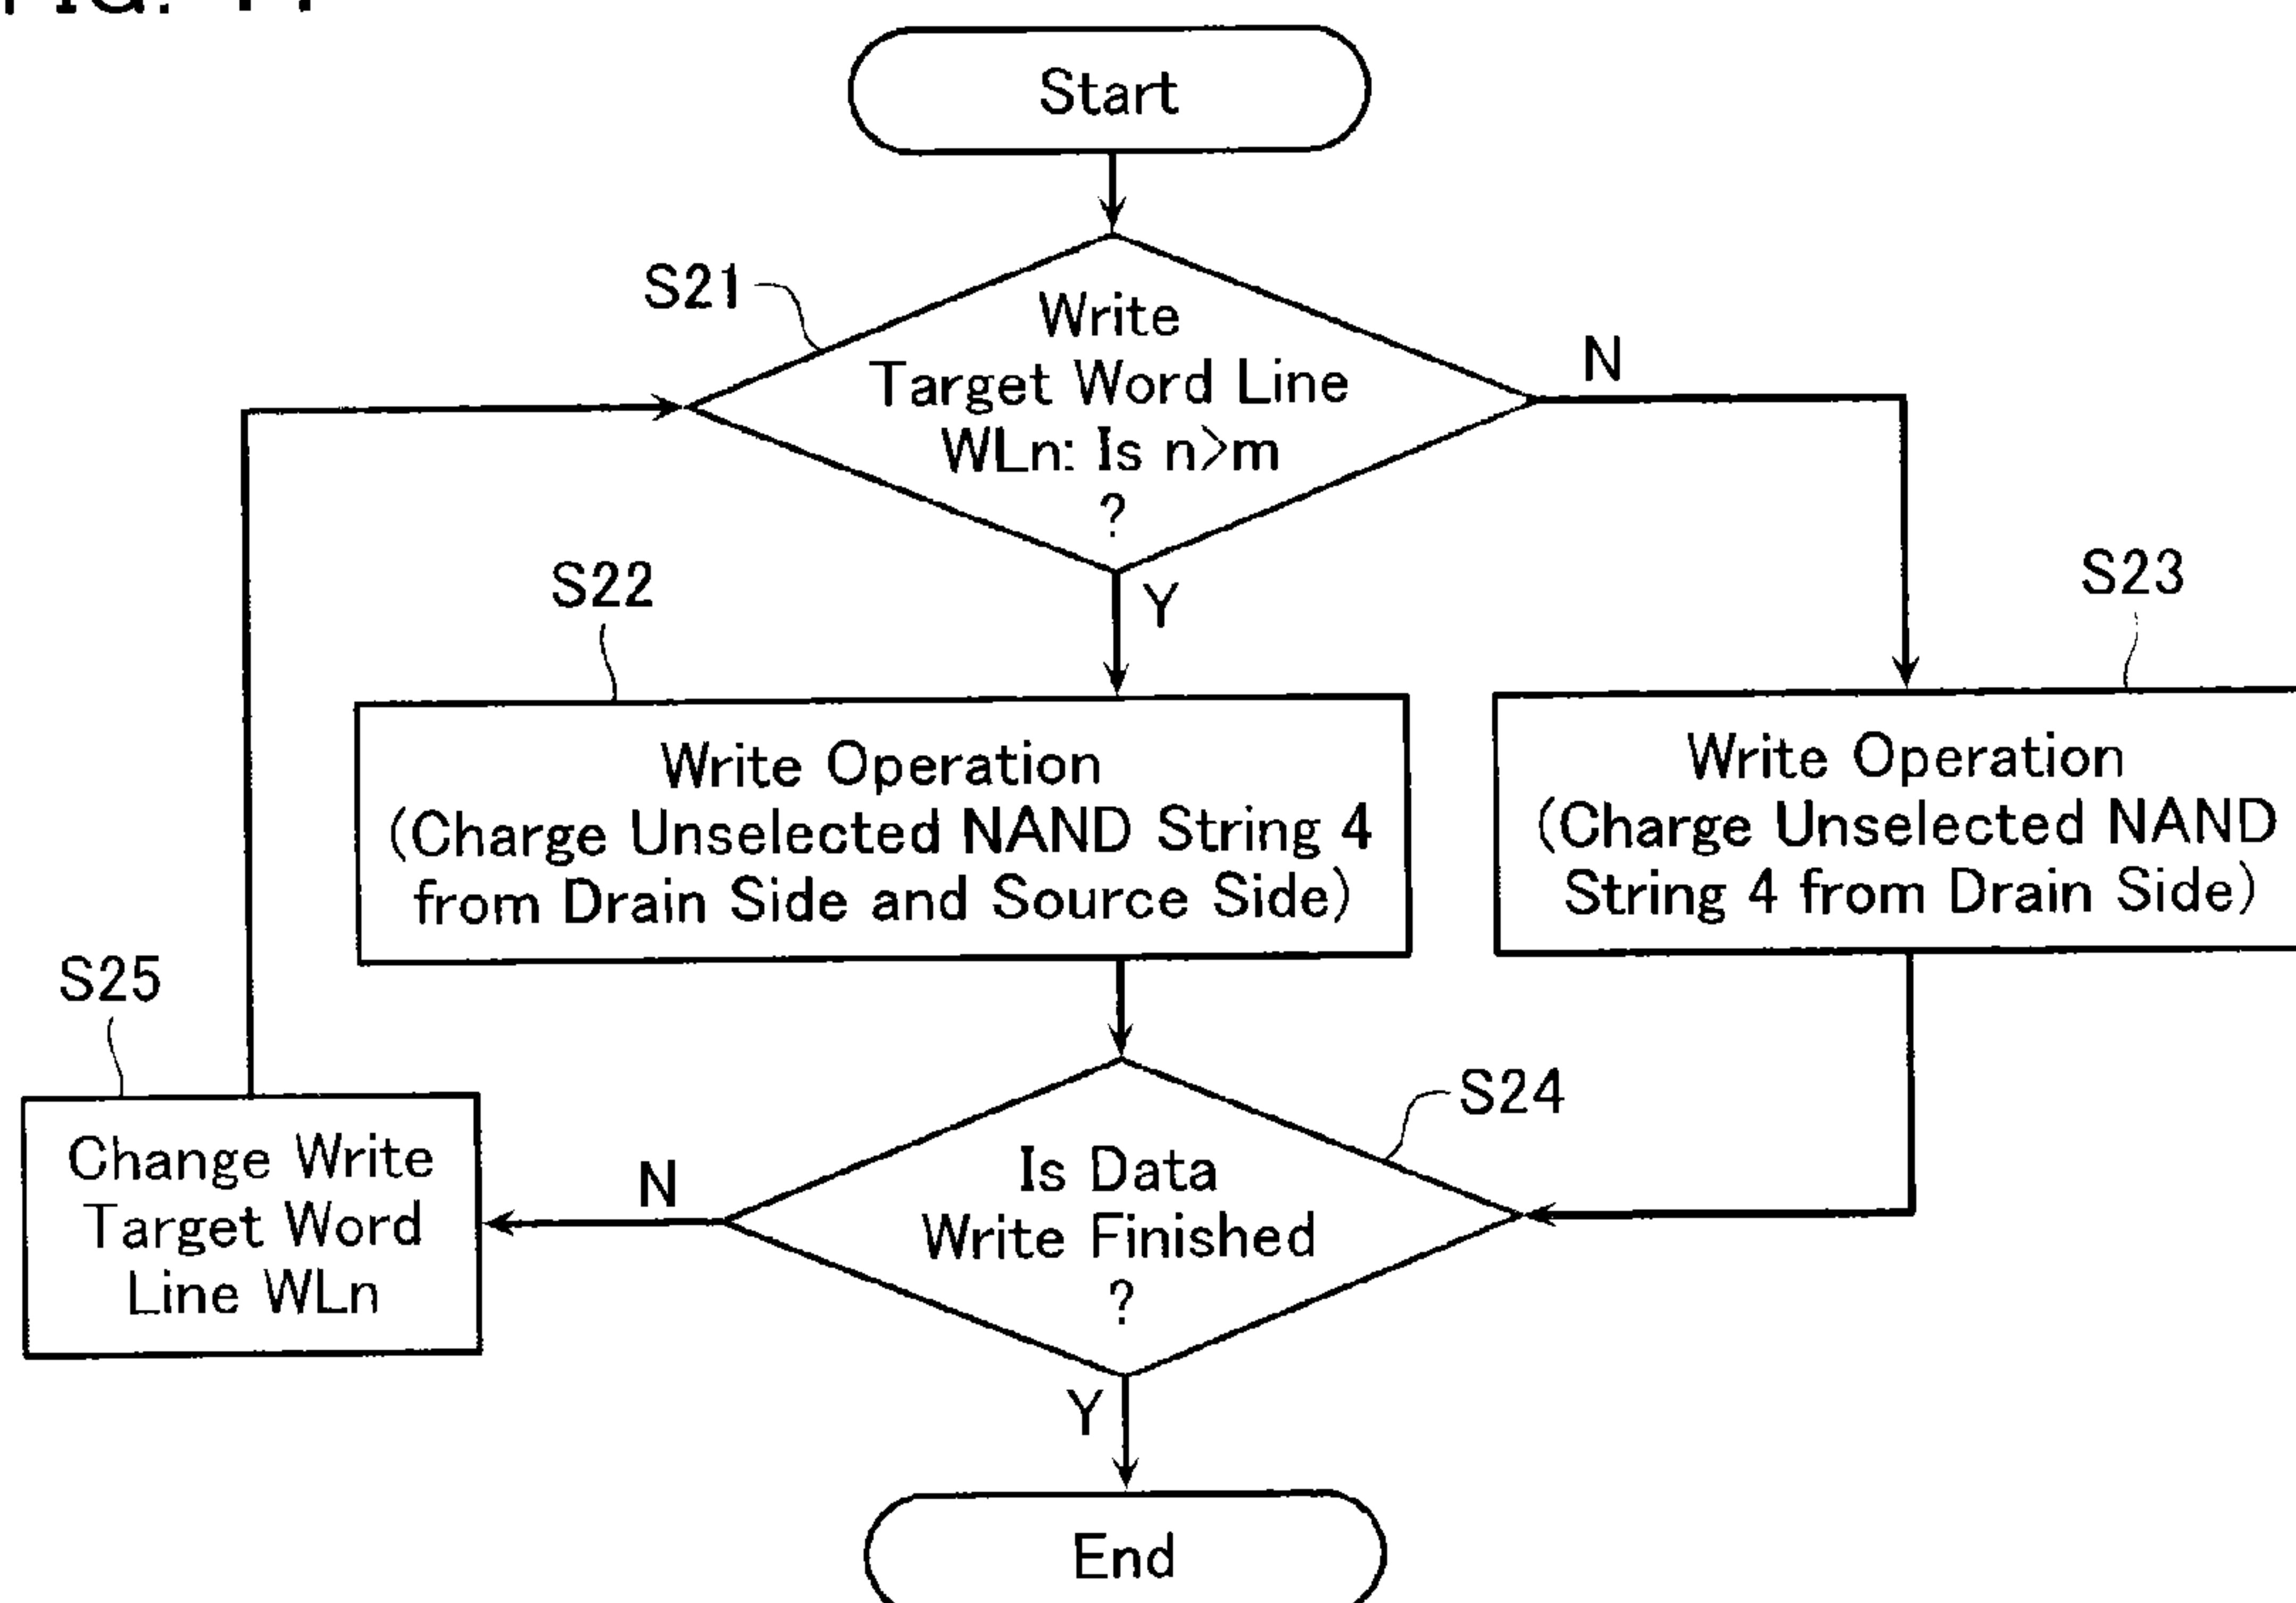 Start
S21
Write
Target Word Line
WLn: Is n>m
?
N
Y
S22
Write Operation
(Charge Unselected NAND String 4
from Drain Side and Source Side)
S23
Write Operation
(Charge Unselected NAND
String 4 from Drain Side)
S25
Change Write
Target Word
Line WLn
N
S24
Is Data
Write Finished
?
Y
End